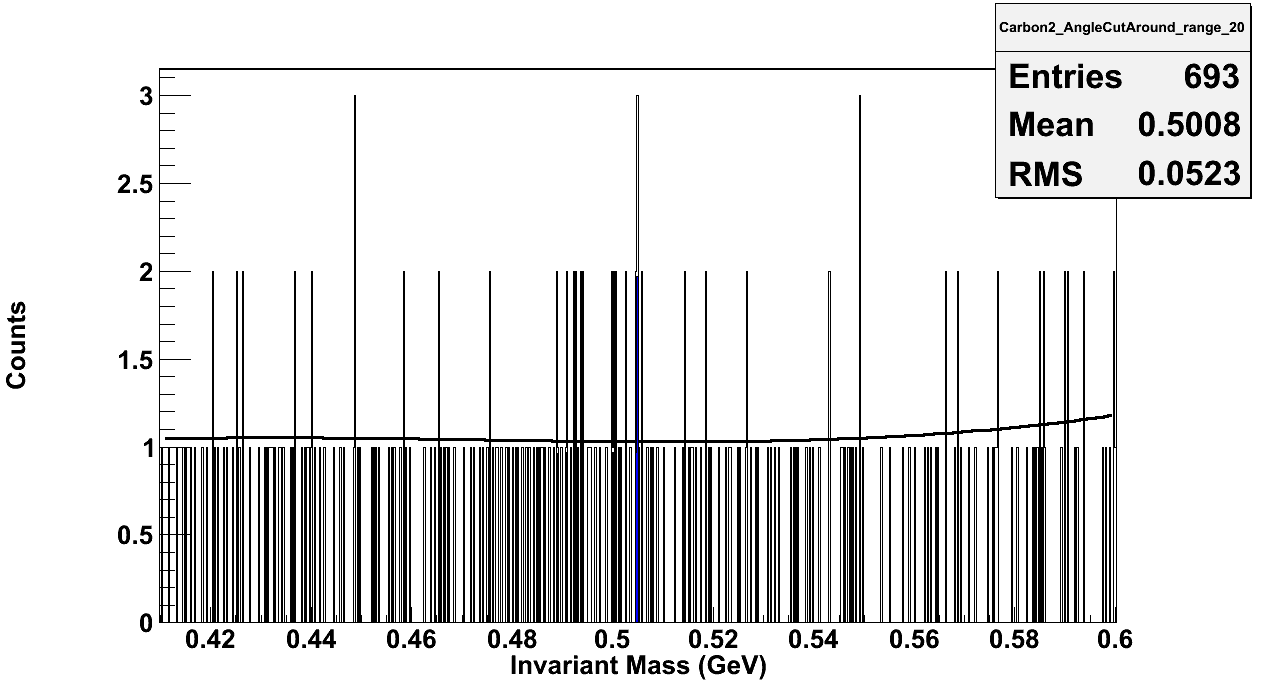 Carbon2_AngleCutAround_range_20
Entries 693
Mean 0.5008
RMS 0.0523
3
2.5
2
1.5
1
0.5
0
Counts
0.42 0.44 0.46 0.48 0.5 0.52 0.54 0.56 0.58 0.6
Invariant Mass (GeV)